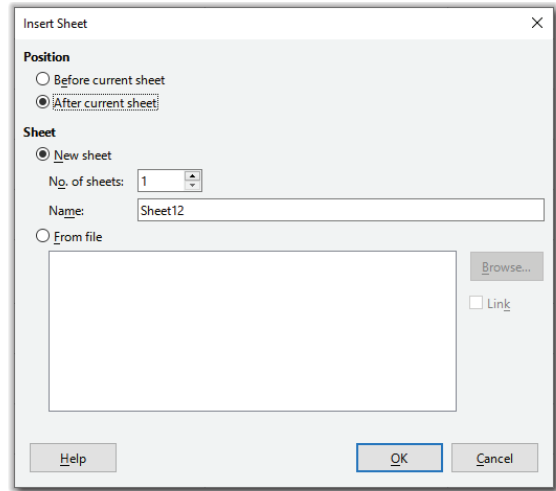 Insert Sheet
Position
Before current sheet
After current sheet
Sheet
New sheet
No. of sheets: 1
Name: Sheet12
From file
Browse...
Link
Help OK Cancel